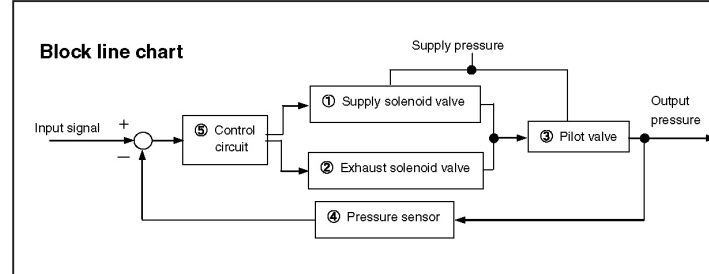 Block line chart
Supply pressure
① Supply solenoid valve
Output
pressure
Input signal
+
⑤ Control
circuit
③ Pilot valve
−
② Exhaust solenoid valve
④ Pressure sensor